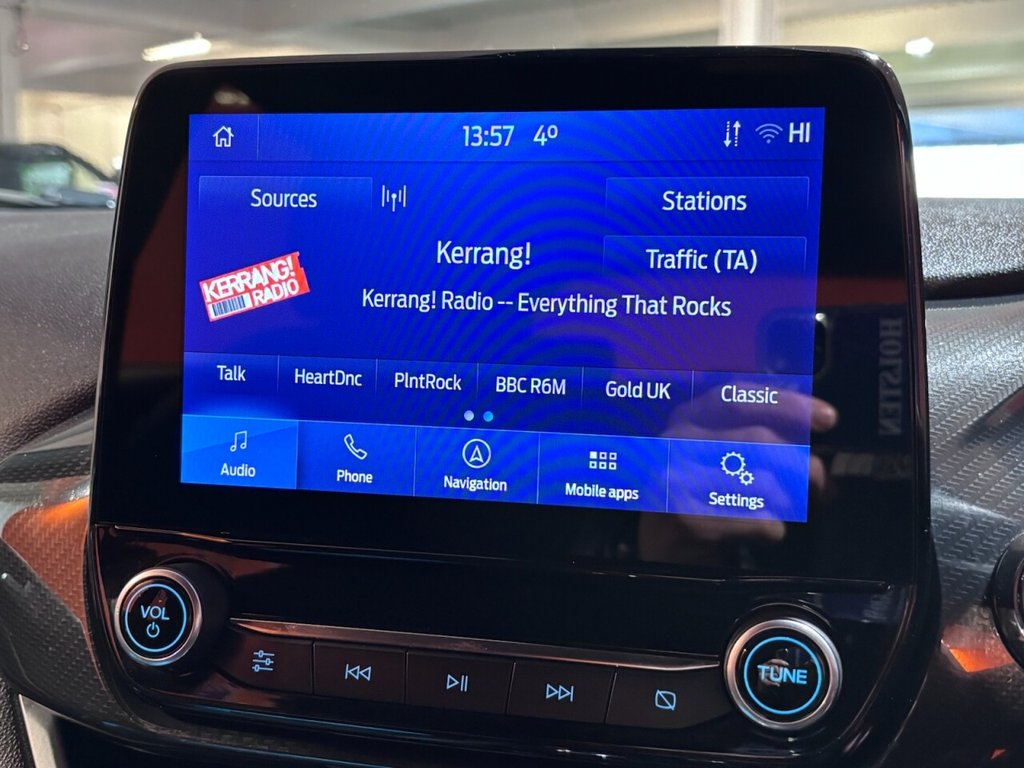 13:57 4º HI
Sources
Stations
Kerrang!
Traffic (TA)
KERRANG!
RADIO
Kerrang! Radio -- Everything That Rocks
Talk HeartDnc PlntRock BBC R6M Gold UK Classic
Audio Phone Navigation Mobile apps Settings
VOL
TUNE